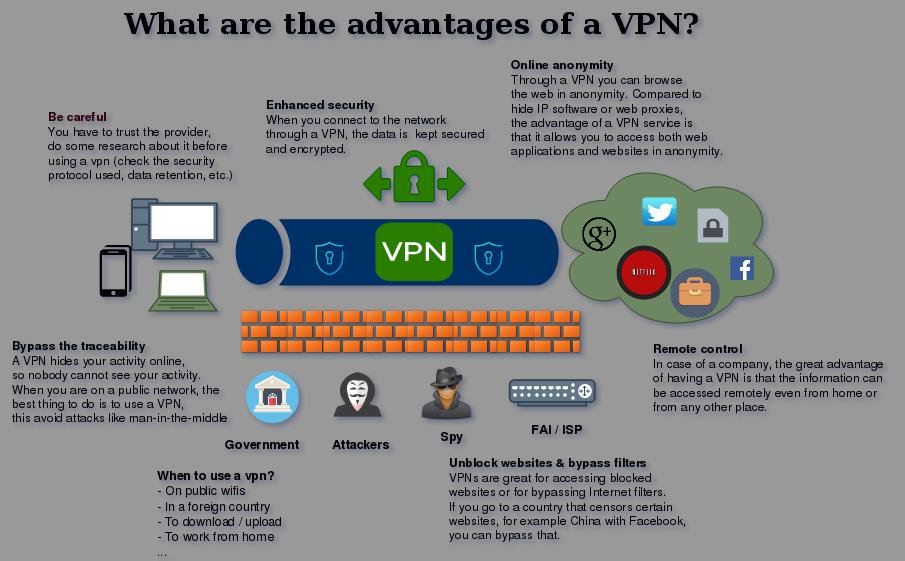 What are the advantages of a VPN?
Online anonymity
Through a VPN you can browse
the web in anonymity. Compared to
hide IP software or web proxies,
the advantage of a VPN service is
that it allows you to access both web
applications and websites in anonymity.
Enhanced security
When you connect to the network
through a VPN, the data is  kept secured
and encrypted.
Be careful
You have to trust the provider,
do some research about it before
using a vpn (check the security
protocol used, data retention, etc.)
VPN
g+
NETFLIX
f
Bypass the traceability
A VPN hides your activity online,
so nobody cannot see your activity.
When you are on a public network, the
best thing to do is to use a VPN,
this avoid attacks like man-in-the-middle
Remote control
In case of a company, the great advantage
of having a VPN is that the information can
be accessed remotely even from home or
from any other place.
Government
Attackers
Spy
FAI / ISP
When to use a vpn?
- On public wifis
- In a foreign country
- To download / upload
- To work from home
...
Unblock websites & bypass filters
VPNs are great for accessing blocked
websites or for bypassing Internet filters.
If you go to a country that censors certain
websites, for example China with Facebook,
you can bypass that.